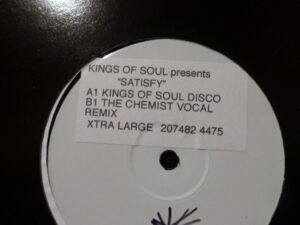 KINGS OF SOUL presents
"SATISFY"
A1 KINGS OF SOUL DISCO
B1 THE CHEMIST VOCAL
REMIX
XTRA LARGE 207482 4475